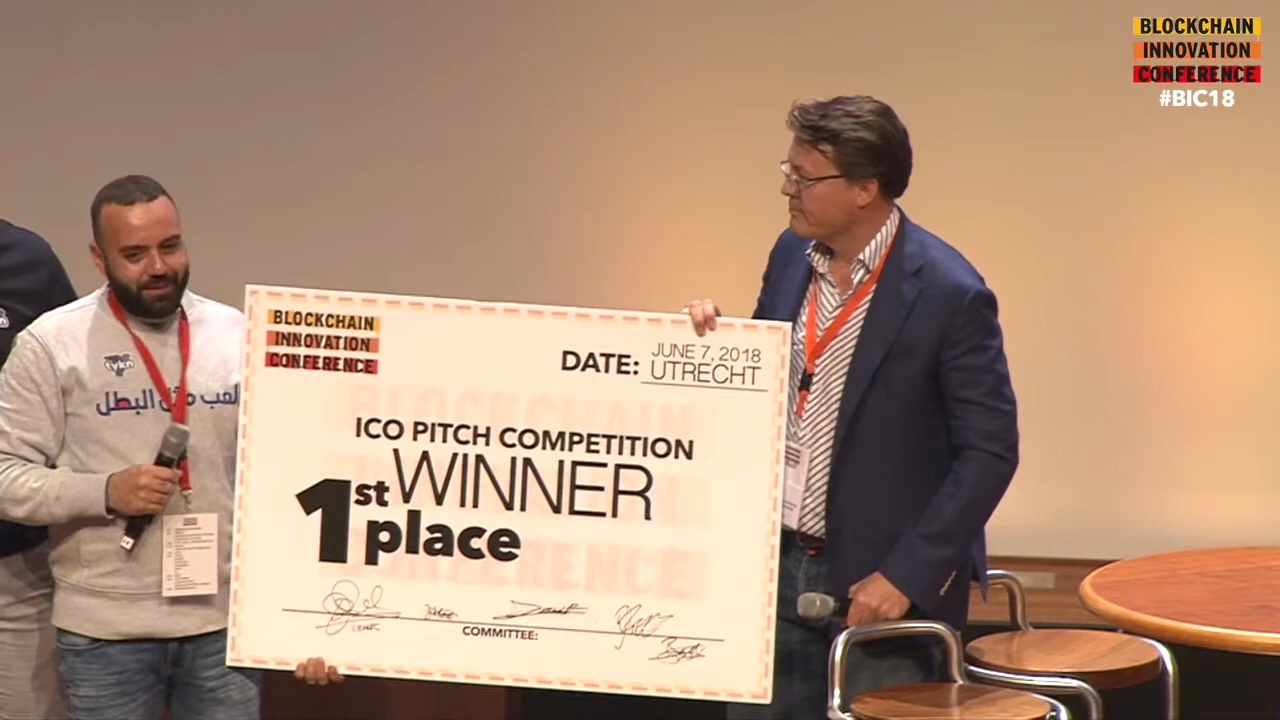 BLOCKCHAIN
INNOVATION
CONFERENCE
#BIC18
BLOCKCHAIN
INNOVATION
CONFERENCE
DATE: JUNE 7, 2018
UTRECHT
ICO PITCH COMPETITION
WINNER
1st place
COMMITTEE:
tykn
العب مثل البطل